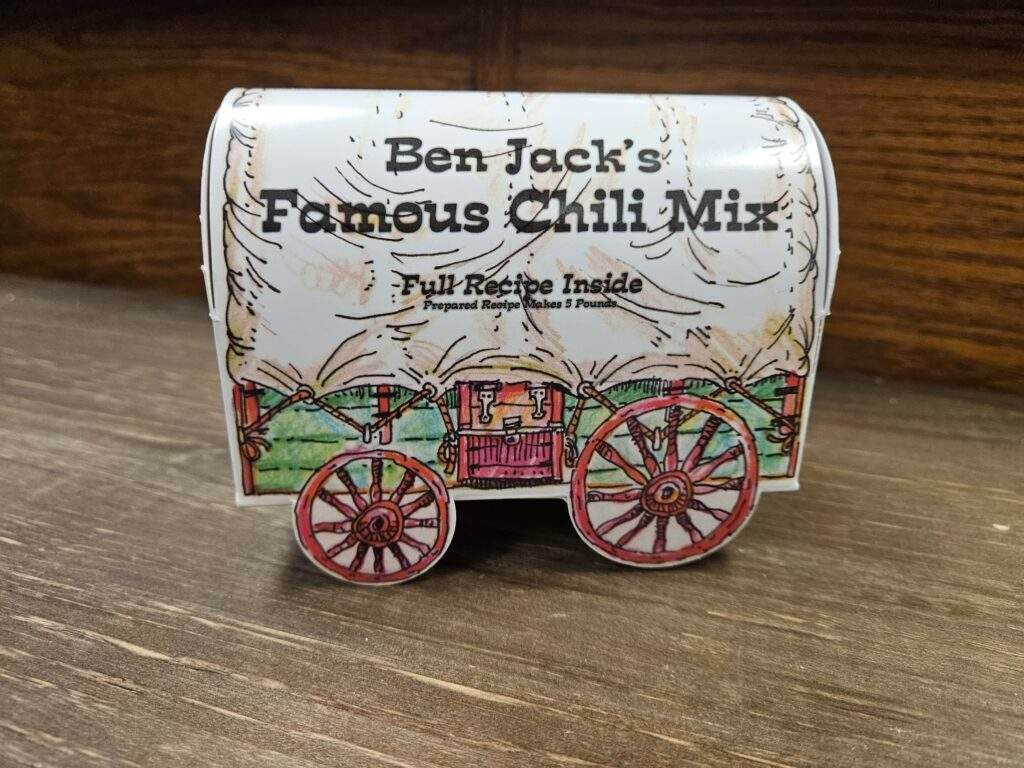 Ben Jack's
Famous Chili Mix
Full Recipe Inside
Prepared Recipe Makes 5 Pounds